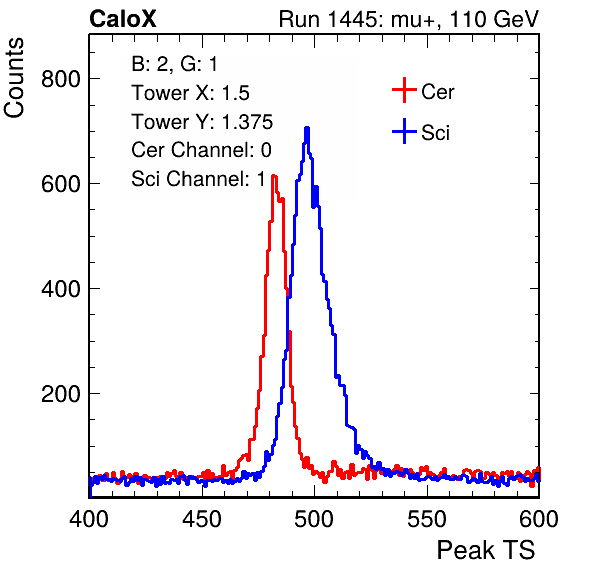 CaloX Run 1445: mu+, 110 GeV
Counts
B: 2, G: 1
Tower X: 1.5
Tower Y: 1.375
Cer Channel: 0
Sci Channel: 1
Cer
Sci
800
600
400
200
400 450 500 550 600
Peak TS